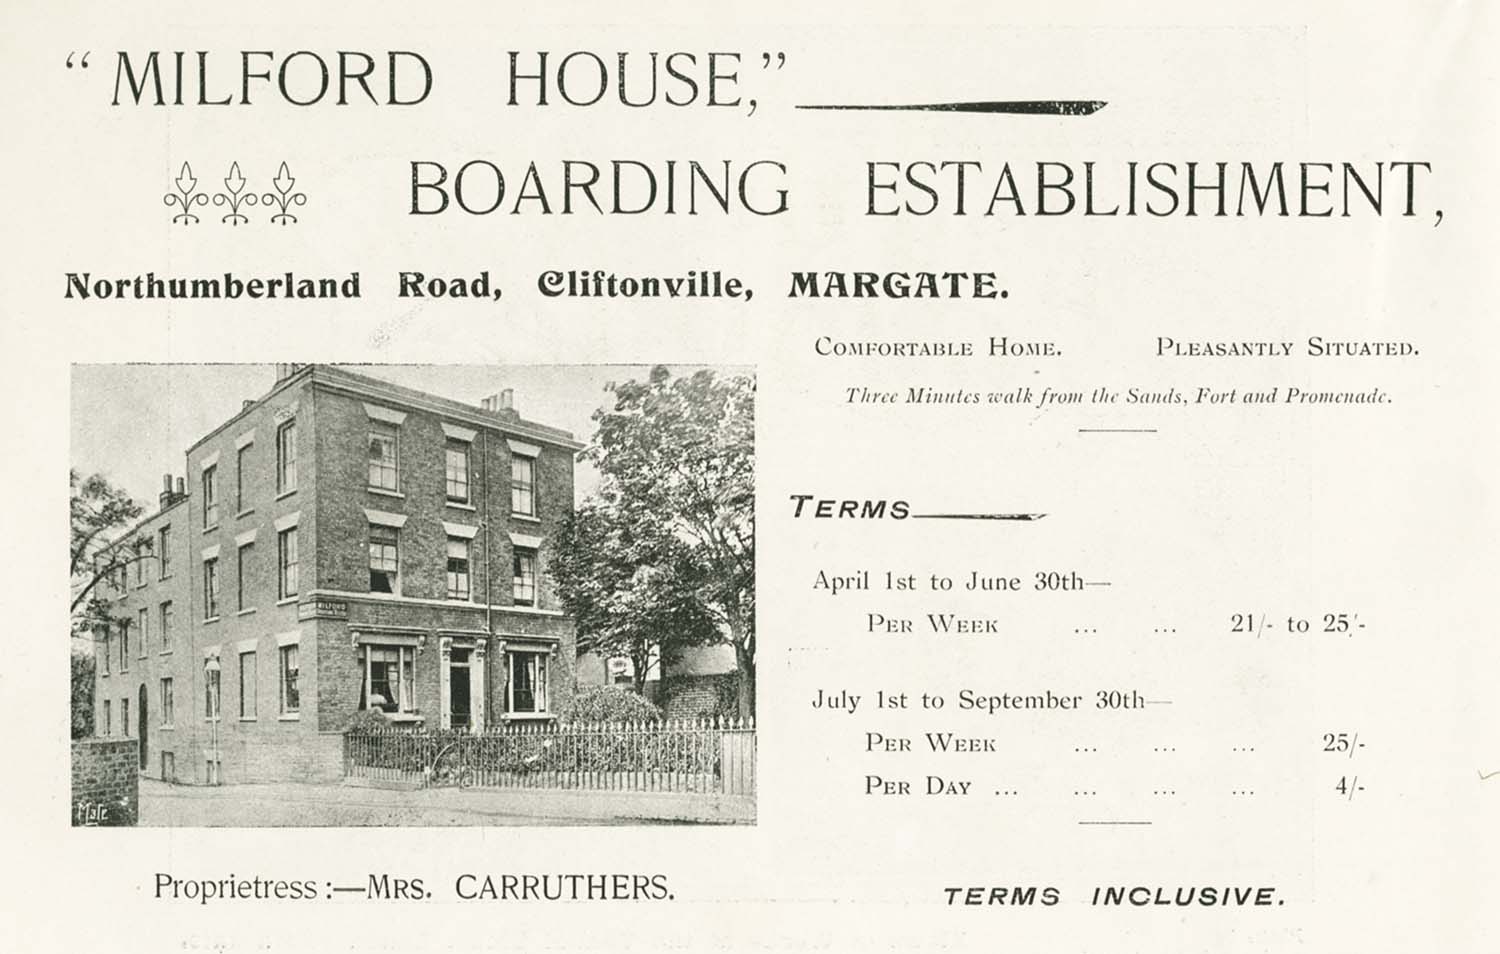 “MILFORD HOUSE,”
BOARDING ESTABLISHMENT,
Northumberland Road, Cliftonville, MARGATE.
COMFORTABLE HOME. PLEASANTLY SITUATED.
Three Minutes walk from the Sands, Fort and Promenade.
TERMS
April 1st to June 30th—
PER WEEK ... ... 21/- to 25/-
July 1st to September 30th—
PER WEEK ... ... ... 25/-
PER DAY ... ... ... ... 4/-
MILFORD
Mate
Proprietress:—MRS. CARRUTHERS.
TERMS INCLUSIVE.